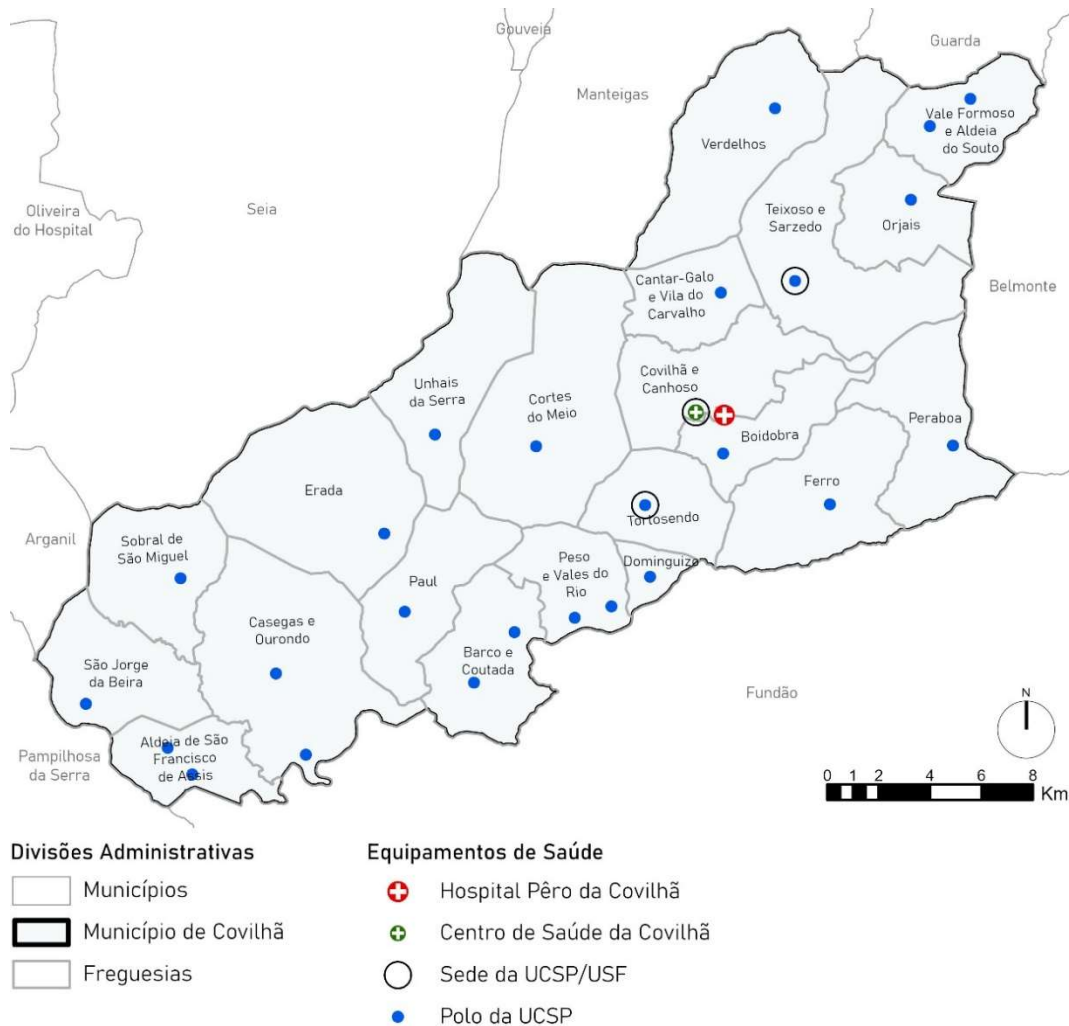 Gouveia
Guarda
Manteigas
Vale Formoso
e Aldeia
do Souto
Verdelhos
Oliveira
do Hospital
Seia
Teixoso e
Sarzedo
Orjais
Cantar-Galo
e Vila do
Carvalho
Belmonte
Covilhã e
Canhoso
Unhais
da Serra
Cortes
do Meio
Peraboa
Boidobra
Erada
Ferro
Tortosendo
Arganil
Sobral de
São Miguel
Peso
e Vales do
Rio
Dominguizo
Paul
Casegas e
Ourondo
Barco e
Coutada
São Jorge
da Beira
Fundão
N
Pampilhosa
da Serra
Aldeia de São
Francisco
de Assis
0 1 2 4 6 8
Km
Divisões Administrativas
Municípios
Município de Covilhã
Freguesias
Equipamentos de Saúde
Hospital Pêro da Covilhã
Centro de Saúde da Covilhã
Sede da UCSP/USF
Polo da UCSP